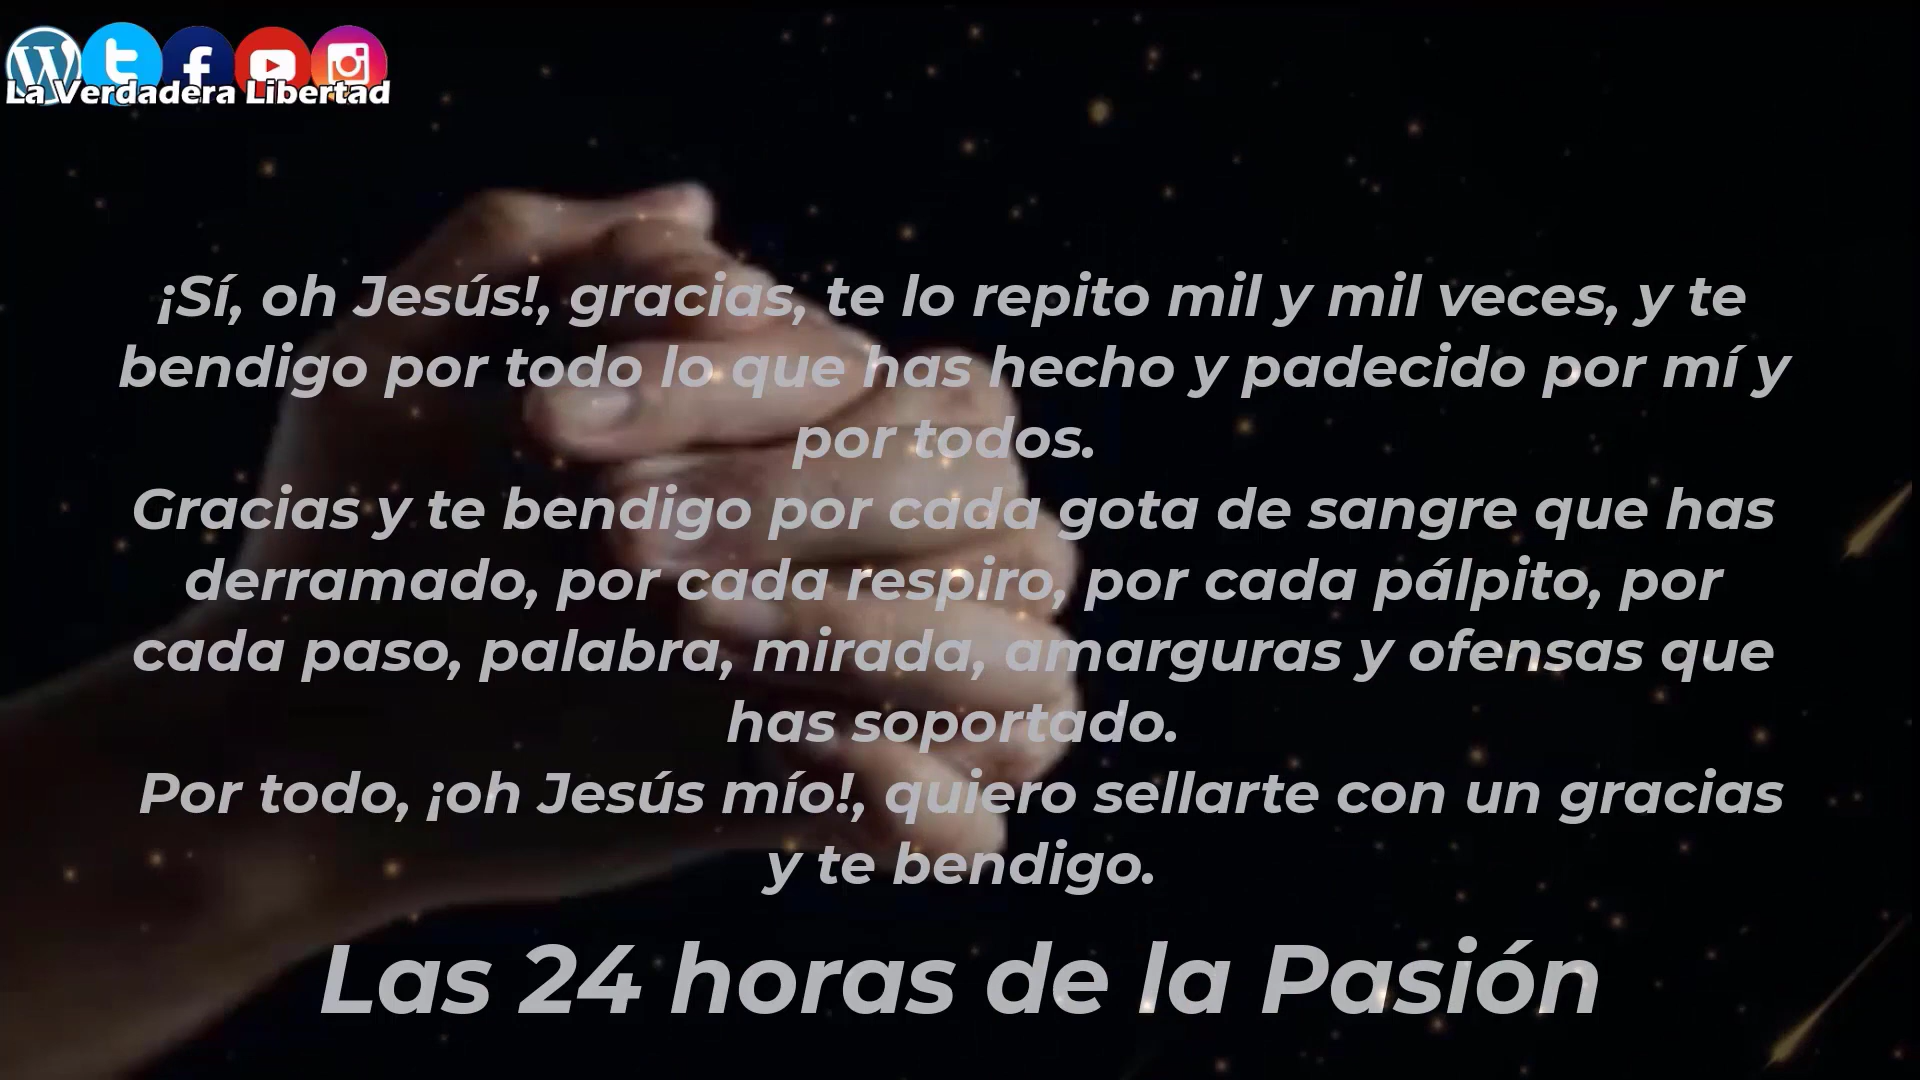 La Verdadera Libertad
¡Sí, oh Jesús!, gracias, te lo repito mil y mil veces, y te
bendigo por todo lo que has hecho y padecido por mí y
por todos.
Gracias y te bendigo por cada gota de sangre que has
derramado, por cada respiro, por cada pálpito, por
cada paso, palabra, mirada, amarguras y ofensas que
has soportado.
Por todo, ¡oh Jesús mío!, quiero sellarte con un gracias
y te bendigo.
Las 24 horas de la Pasión